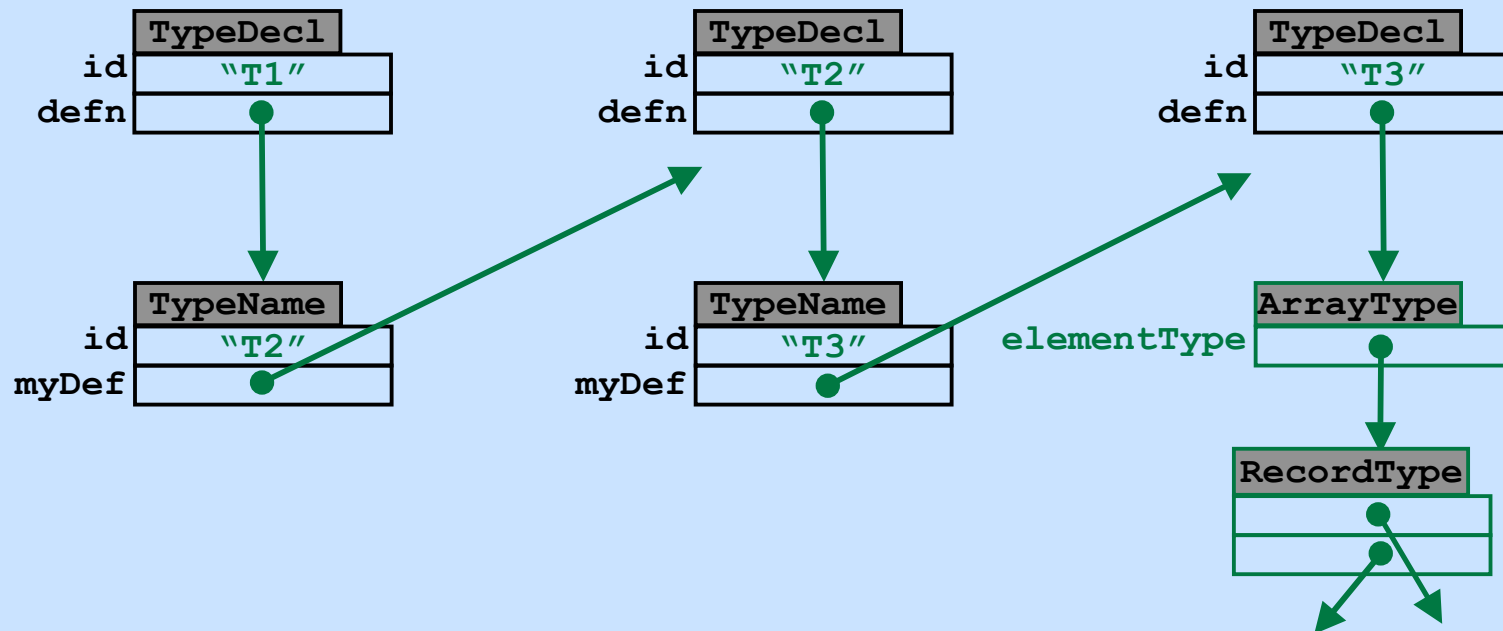 TypeDecl TypeDecl TypeDecl
id “T1” id “T2” id “T3”
defn defn defn
TypeName TypeName ArrayType
id “T2” id “T3” elementType
myDef myDef
RecordType